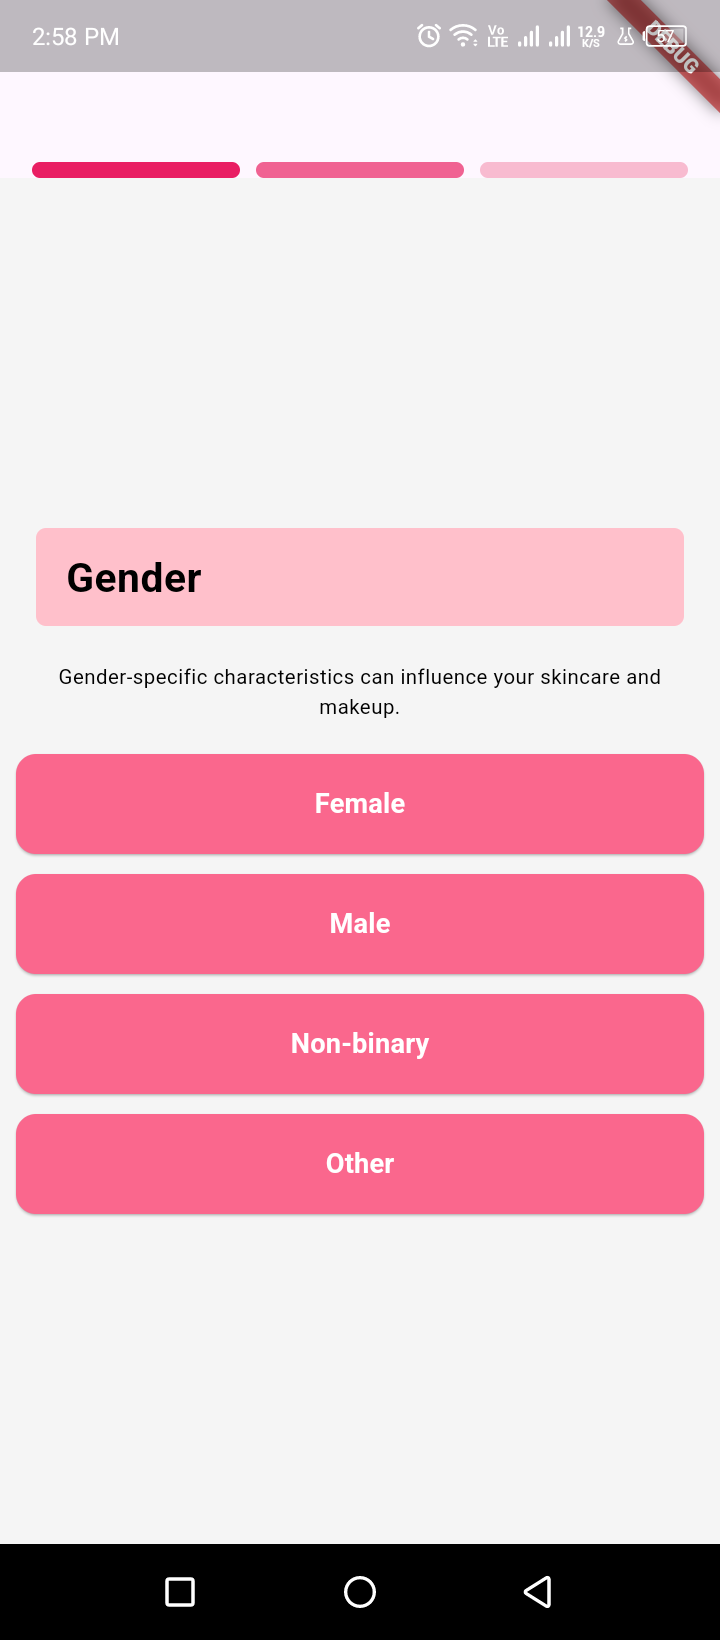 2:58 PM
Vo
LTE
12.9
K/S
57
DEBUG
Gender
Gender-specific characteristics can influence your skincare and
makeup.
Female
Male
Non-binary
Other